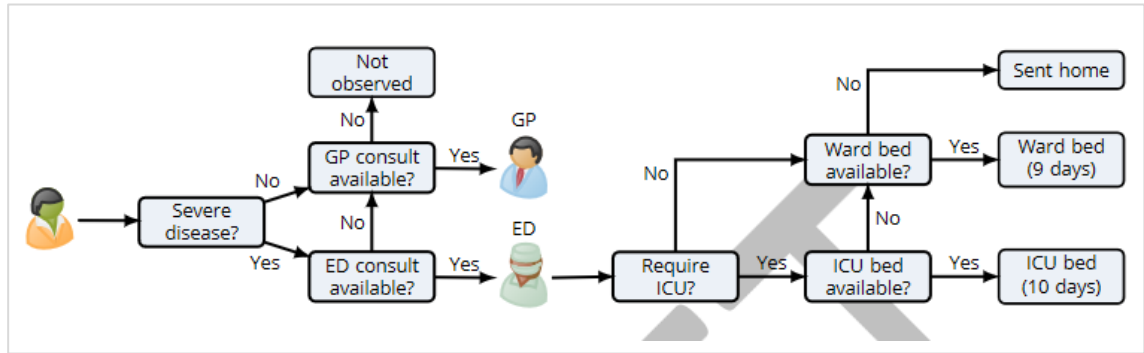 Not
observed
No
GP
GP consult
available?
Yes
No
Severe
disease?
No
Yes
ED
ED consult
available?
Yes
Require
ICU?
No
Yes
No
Sent home
Ward bed
available?
Yes
Ward bed
(9 days)
No
ICU bed
available?
Yes
ICU bed
(10 days)